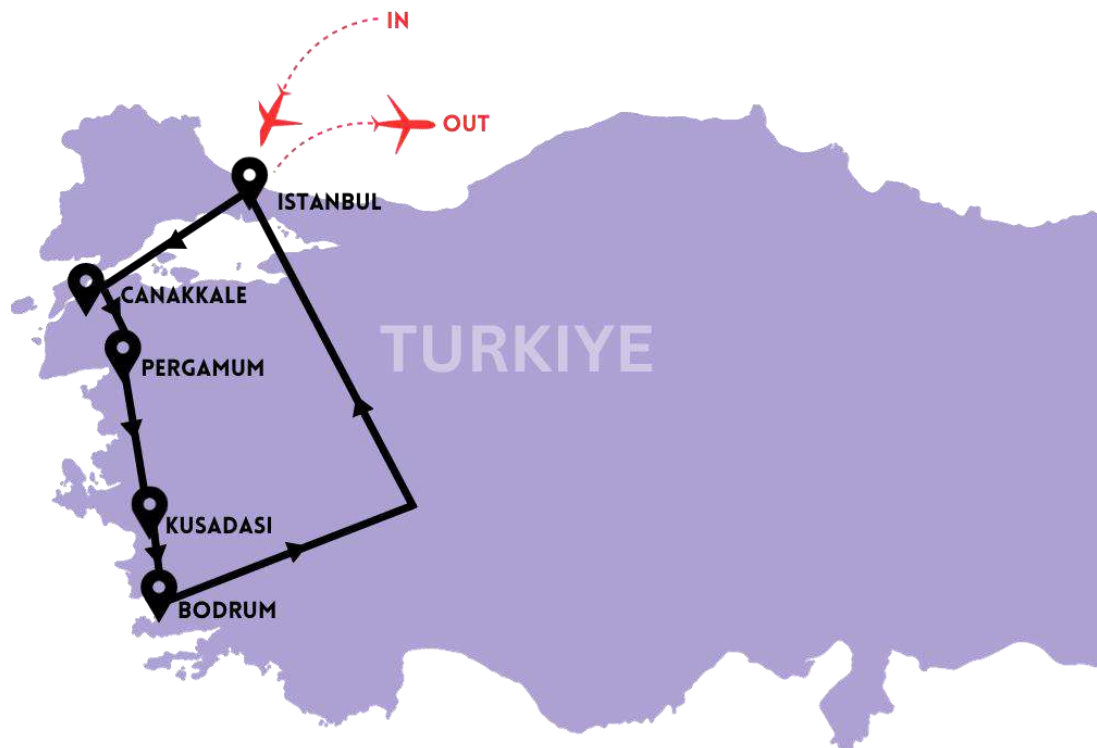 IN
OUT
ISTANBUL
CANAKKALE
TURKIYE
PERGAMUM
KUSADASI
BODRUM